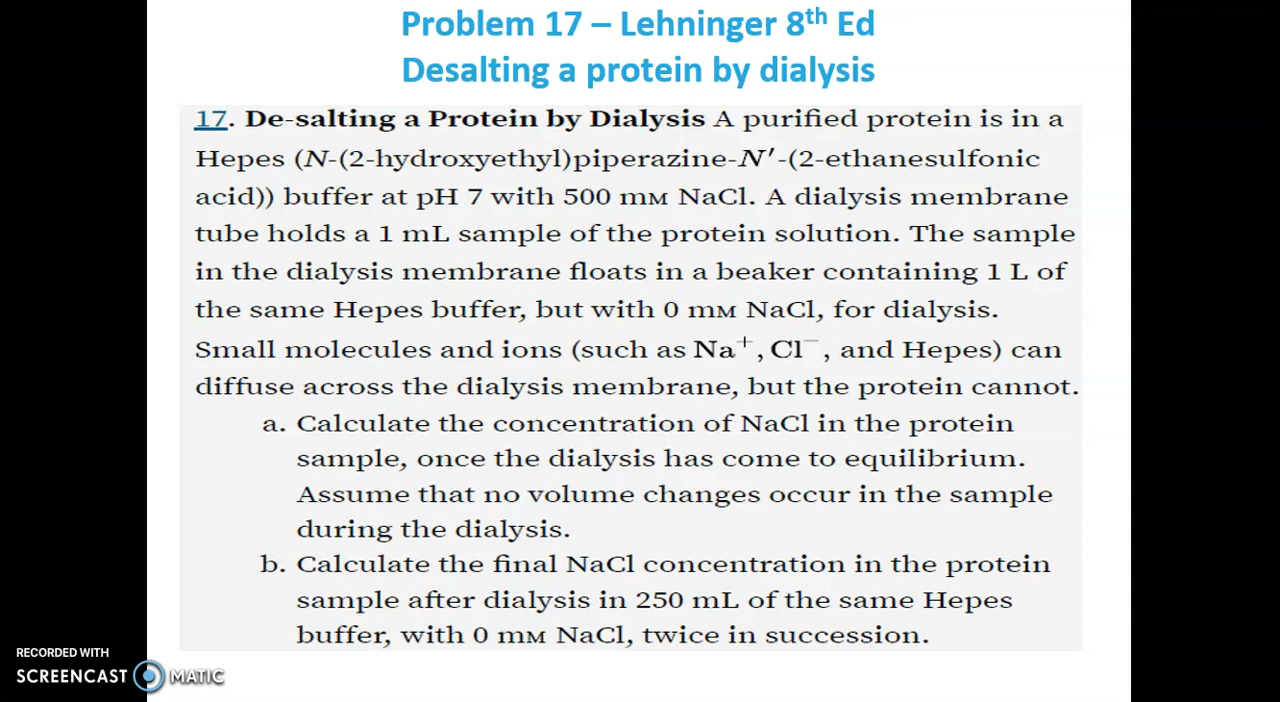 Problem 17 – Lehninger 8th Ed
Desalting a protein by dialysis
17. De-salting a Protein by Dialysis A purified protein is in a
Hepes (N-(2-hydroxyethyl)piperazine-N′-(2-ethanesulfonic
acid)) buffer at pH 7 with 500 mM NaCl. A dialysis membrane
tube holds a 1 mL sample of the protein solution. The sample
in the dialysis membrane floats in a beaker containing 1 L of
the same Hepes buffer, but with 0 mM NaCl, for dialysis.
Small molecules and ions (such as Na⁺, Cl⁻, and Hepes) can
diffuse across the dialysis membrane, but the protein cannot.
a. Calculate the concentration of NaCl in the protein
sample, once the dialysis has come to equilibrium.
Assume that no volume changes occur in the sample
during the dialysis.
b. Calculate the final NaCl concentration in the protein
sample after dialysis in 250 mL of the same Hepes
buffer, with 0 mM NaCl, twice in succession.
RECORDED WITH
SCREENCAST MATIC